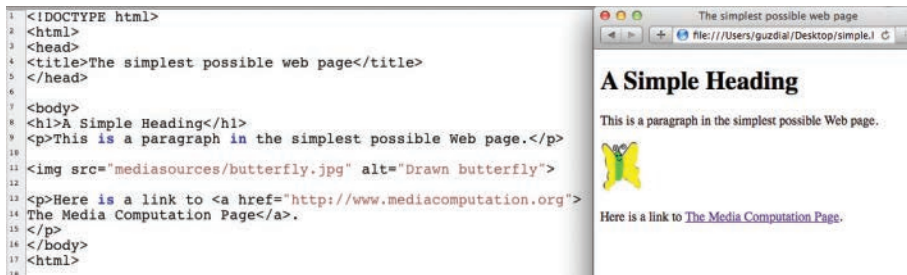 1 <!DOCTYPE html>
2 <html>
3 <head>
4 <title>The simplest possible web page</title>
5 </head>
6
7 <body>
8 <h1>A Simple Heading</h1>
9 <p>This is a paragraph in the simplest possible Web page.</p>
10
11 <img src="mediasources/butterfly.jpg" alt="Drawn butterfly">
12
13 <p>Here is a link to <a href="http://www.mediacomputation.org">
14 The Media Computation Page</a>.
15 </p>
16 </body>
17 <html>
18
The simplest possible web page
file:///Users/guzdial/Desktop/simple.l
A Simple Heading
This is a paragraph in the simplest possible Web page.
Here is a link to The Media Computation Page.